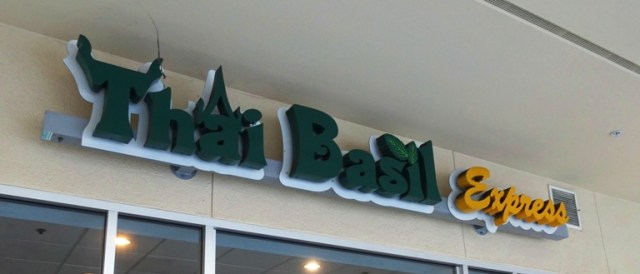 Thai Basil Express